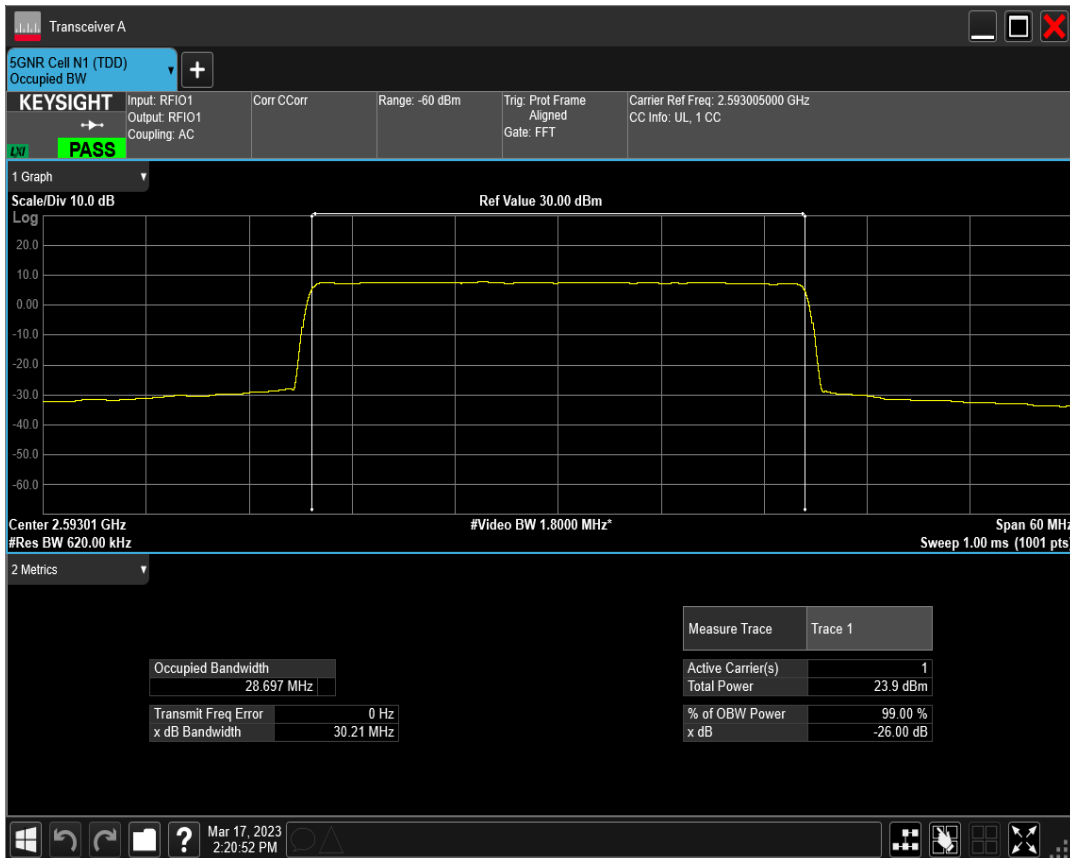 Transceiver A
5GNR Cell N1 (TDD)
Occupied BW
+
KEYSIGHT
LXI
PASS
Input: RFIO1
Output: RFIO1
Coupling: AC
Corr CCorr
Range: -60 dBm
Trig: Prot Frame
Aligned
Gate: FFT
Carrier Ref Freq: 2.593005000 GHz
CC Info: UL, 1 CC
1 Graph
Scale/Div 10.0 dB
Ref Value 30.00 dBm
Log
20.0
10.0
0.00
-10.0
-20.0
-30.0
-40.0
-50.0
-60.0
Center 2.59301 GHz
#Video BW 1.8000 MHz*
Span 60 MHz
#Res BW 620.00 kHz
Sweep 1.00 ms (1001 pts)
2 Metrics
Measure Trace Trace 1
Occupied Bandwidth
28.697 MHz
Transmit Freq Error 0 Hz
x dB Bandwidth 30.21 MHz
Active Carrier(s) 1
Total Power 23.9 dBm
% of OBW Power 99.00 %
x dB -26.00 dB
?
Mar 17, 2023
2:20:52 PM